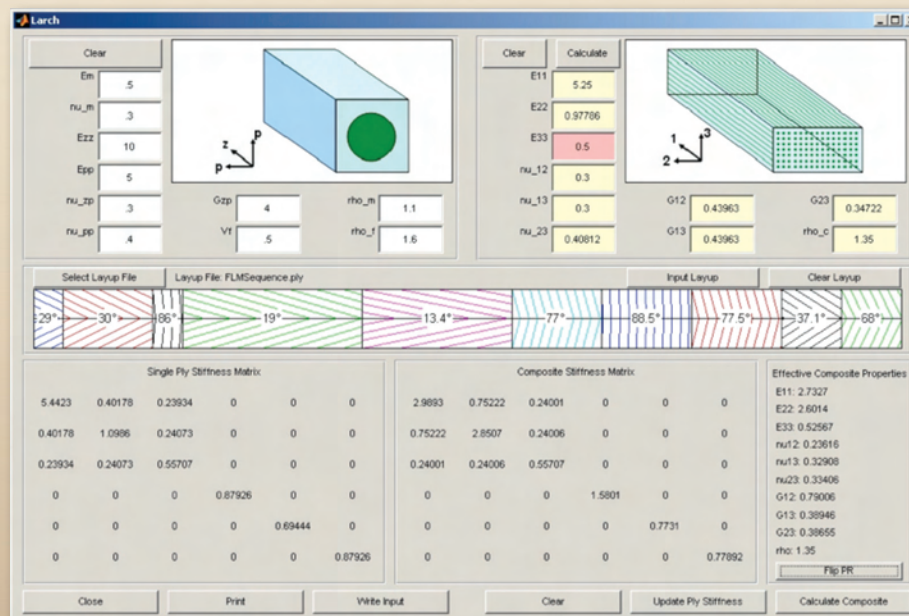 Larch
Clear
Em .5
nu_m .3
Ezz 10
Epp 5
nu_zp .3
nu_pp .4
z p
p
Gzp 4
Vf .5
rho_m 1.1
rho_f 1.6
Clear Calculate
E11 5.25
E22 0.97786
E33 0.5
nu_12 0.3
nu_13 0.3
nu_23 0.40812
1 3
2
G12 0.43963
G13 0.43963
G23 0.34722
rho_c 1.35
Select Layup File Layup File: FLMSequence.ply Input Layup Clear Layup
29° 30° 86° 19° 13.4° 77° 88.5° 77.5° 37.1° 68°
Single Ply Stiffness Matrix
5.4423 0.40178 0.23934 0 0 0
0.40178 1.0986 0.24073 0 0 0
0.23934 0.24073 0.55707 0 0 0
0 0 0 0.87926 0 0
0 0 0 0 0.69444 0
0 0 0 0 0 0.87926
Composite Stiffness Matrix
2.9893 0.75222 0.24001 0 0 0
0.75222 2.8507 0.24006 0 0 0
0.24001 0.24006 0.55707 0 0 0
0 0 0 1.5801 0 0
0 0 0 0 0.7731 0
0 0 0 0 0 0.77892
Effective Composite Properties
E11: 2.7327
E22: 2.6014
E33: 0.52567
nu12: 0.23616
nu13: 0.32908
nu23: 0.33406
G12: 0.79006
G13: 0.38946
G23: 0.38655
rho: 1.35
Flip PR
Close Print Write Input Clear Update Ply Stiffness Calculate Composite